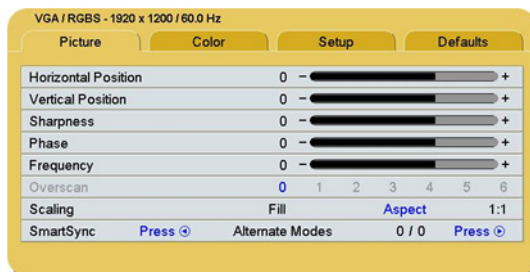 VGA / RGBS - 1920 x 1200 / 60.0 Hz
Picture Color Setup Defaults
Horizontal Position 0 - +
Vertical Position 0 - +
Sharpness 0 - +
Phase 0 - +
Frequency 0 - +
Overscan 0 1 2 3 4 5 6
Scaling Fill Aspect 1:1
SmartSync Press Alternate Modes 0 / 0 Press